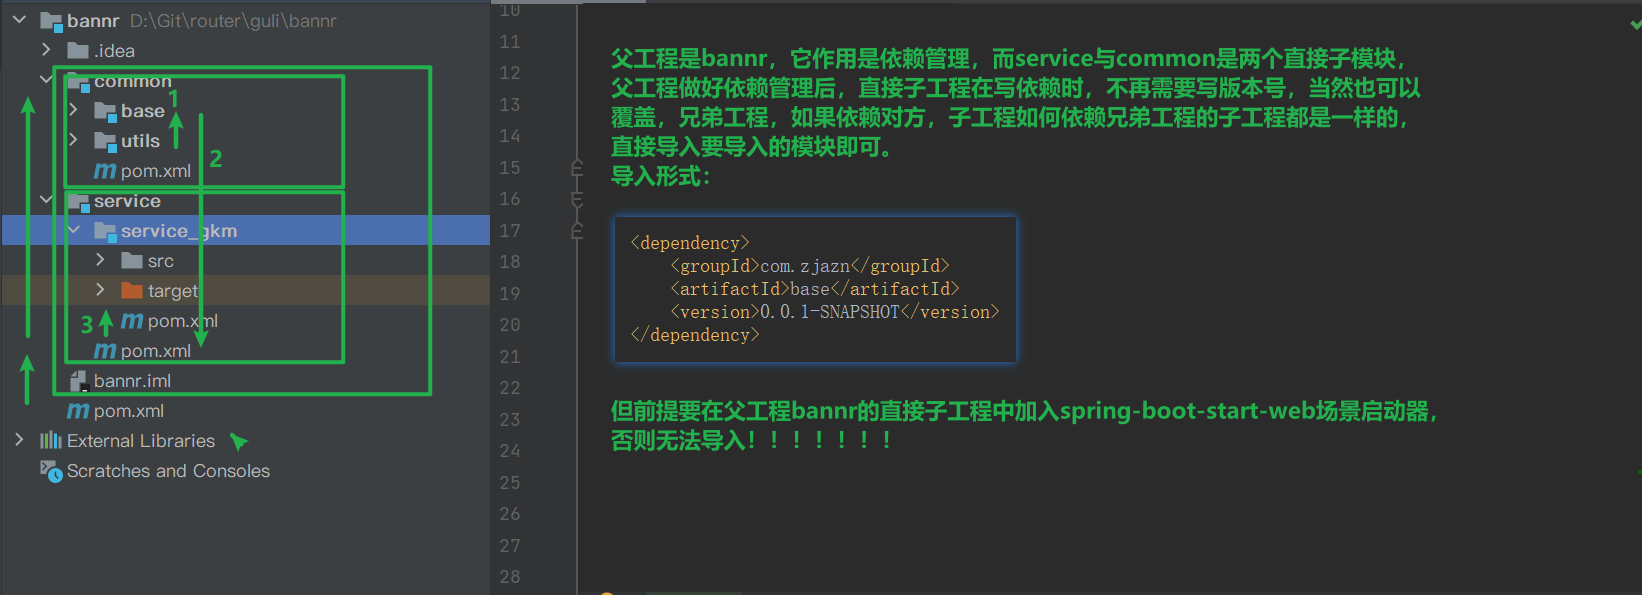 bannr D:\Git\router\guli\bannr
.idea
common
1
base
utils
2
pom.xml
service
service_gkm
src
target
3
pom.xml
pom.xml
bannr.iml
pom.xml
External Libraries
Scratches and Consoles
10
11
12
13
14
15
16
17
18
19
20
21
22
23
24
25
26
27
28
父工程是bannr，它作用是依赖管理，而service与common是两个直接子模块，
父工程做好依赖管理后，直接子工程在写依赖时，不再需要写版本号，当然也可以
覆盖，兄弟工程，如果依赖对方，子工程如何依赖兄弟工程的子工程都是一样的，
直接导入要导入的模块即可。
导入形式：
<dependency>
<groupId>com.zjazn</groupId>
<artifactId>base</artifactId>
<version>0.0.1-SNAPSHOT</version>
</dependency>
但前提要在父工程bannr的直接子工程中加入spring-boot-start-web场景启动器，
否则无法导入！！！！！！！